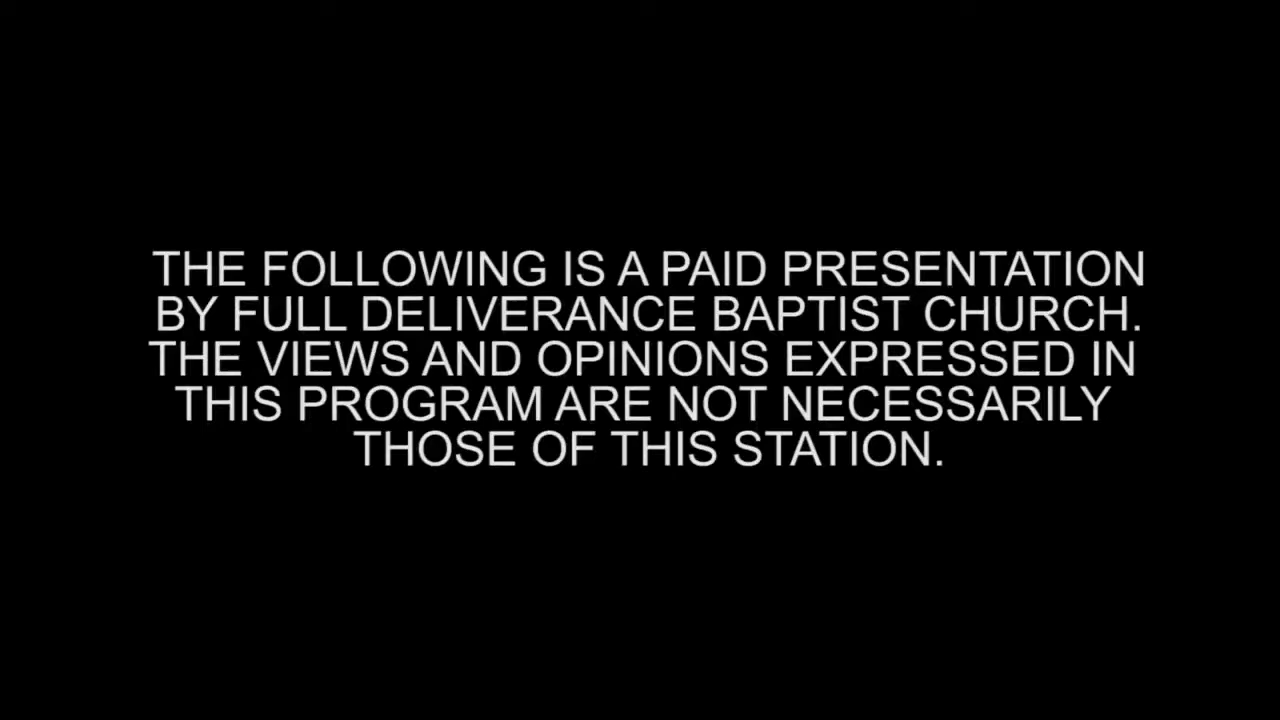 THE FOLLOWING IS A PAID PRESENTATION
BY FULL DELIVERANCE BAPTIST CHURCH.
THE VIEWS AND OPINIONS EXPRESSED IN
THIS PROGRAM ARE NOT NECESSARILY
THOSE OF THIS STATION.